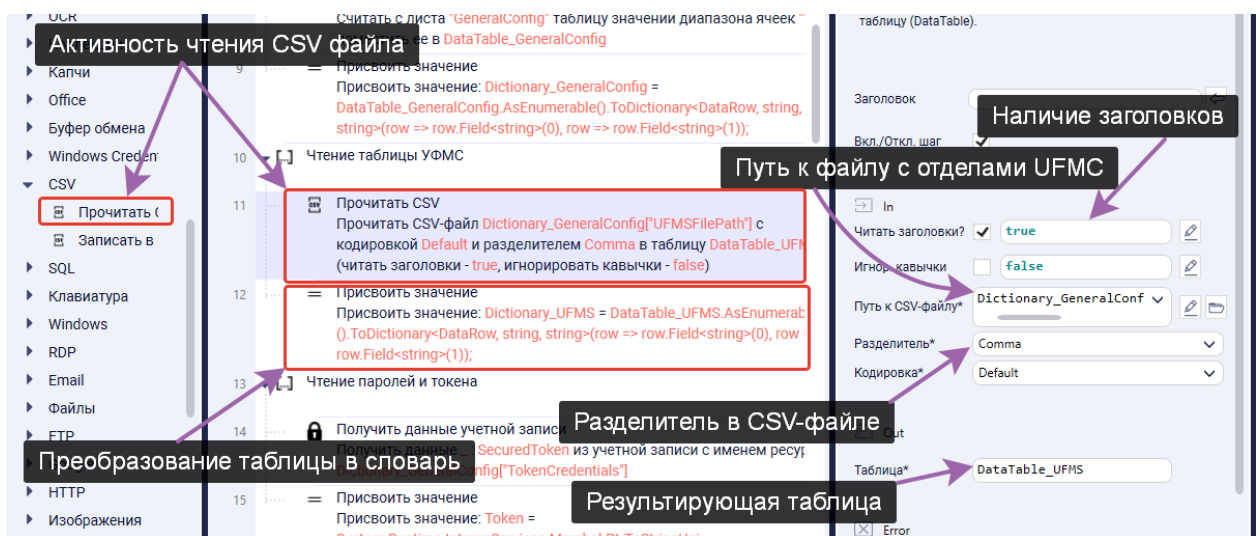 OCR
Активность чтения CSV файла
Капчи
Office
Буфер обмена
Windows Creden
CSV
Прочитать С
Записать в
SQL
Клавиатура
Windows
RDP
Email
Файлы
FTP
Преобразование таблицы в словарь
HTTP
Изображения
Считать с листа "GeneralConfig" таблицу значений диапазона ячеек "
ее в DataTable_GeneralConfig
9
Присвоить значение
Присвоить значение: Dictionary_GeneralConfig =
DataTable_GeneralConfig.AsEnumerable().ToDictionary<DataRow, string,
string>(row => row.Field<string>(0), row => row.Field<string>(1));
10 [...] Чтение таблицы УФМС
11
Прочитать CSV
Прочитать CSV-файл Dictionary_GeneralConfig["UFMSFilePath"] с
кодировкой Default и разделителем Comma в таблицу DataTable_UFM
(читать заголовки - true, игнорировать кавычки - false)
12
Присвоить значение
Присвоить значение: Dictionary_UFMS = DataTable_UFMS.AsEnumerab
().ToDictionary<DataRow, string, string>(row => row.Field<string>(0), row
row.Field<string>(1));
13 [...] Чтение паролей и токена
14
Получить данные учетной записи
Получить данные _ : SecuredToken из учетной записи с именем ресур
Config["TokenCredentials"]
15
Присвоить значение
Присвоить значение: Token =
таблицу (DataTable).
Заголовок
Наличие заголовков
Вкл./Откл. шаг
Путь к файлу с отделами UFMC
In
Читать заголовки? true
Игнор. кавычки false
Путь к CSV-файлу* Dictionary_GeneralConf
Разделитель* Comma
Кодировка* Default
Разделитель в CSV-файле
Out
Таблица* DataTable_UFMS
Результирующая таблица
Error